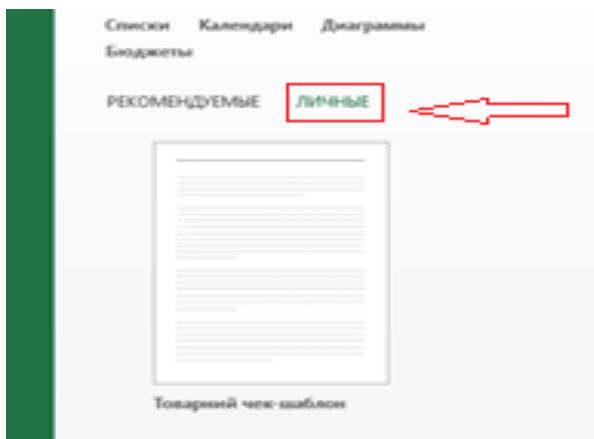 Списки Календари Диаграммы
Бюджеты
РЕКОМЕНДУЕМЫЕ ЛИЧНЫЕ
Товарний чек-шаблон